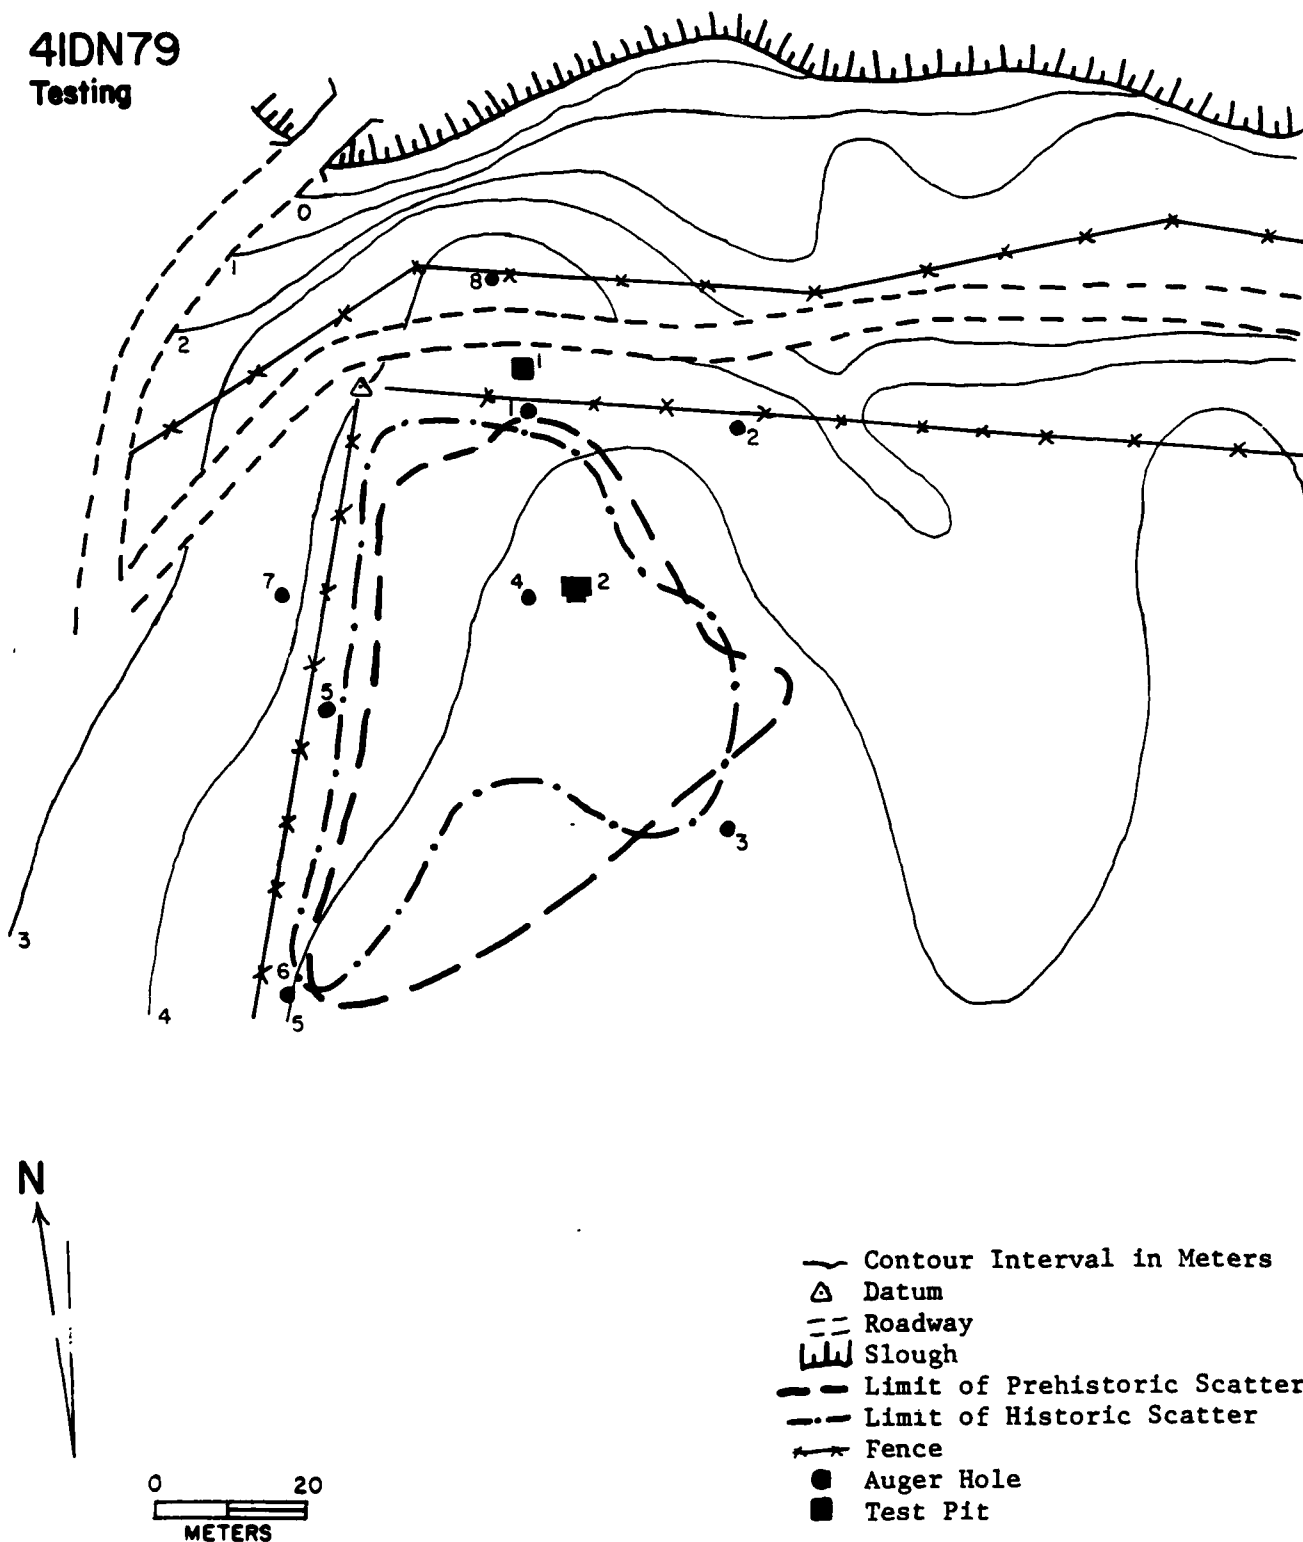 41DN79
Testing
0
1
2
8
1
1
2
7
4
2
5
3
3
6
4
5
N
Contour Interval in Meters
Datum
Roadway
Slough
Limit of Prehistoric Scatter
Limit of Historic Scatter
Fence
Auger Hole
Test Pit
0 20
METERS